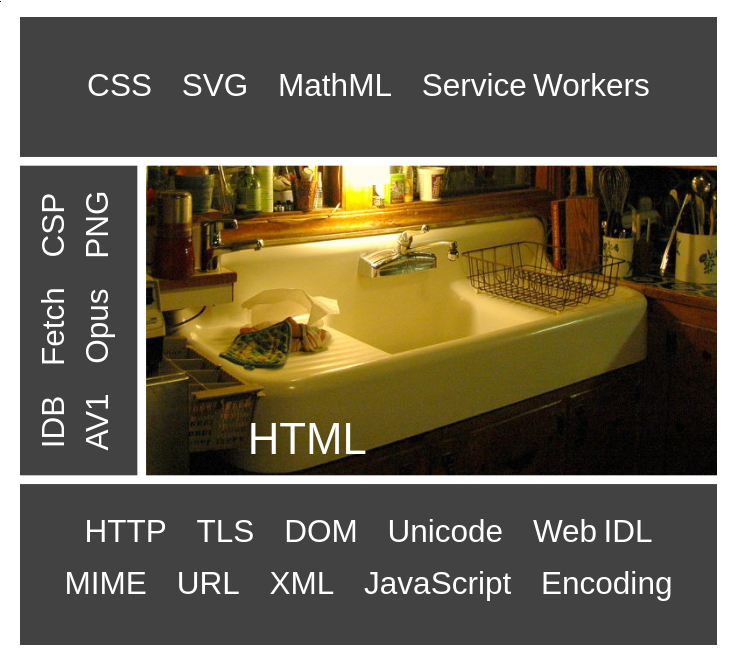 CSS SVG MathML Service Workers
IDB Fetch CSP
AV1 Opus PNG
HTML
HTTP TLS DOM Unicode Web IDL
MIME URL XML JavaScript Encoding